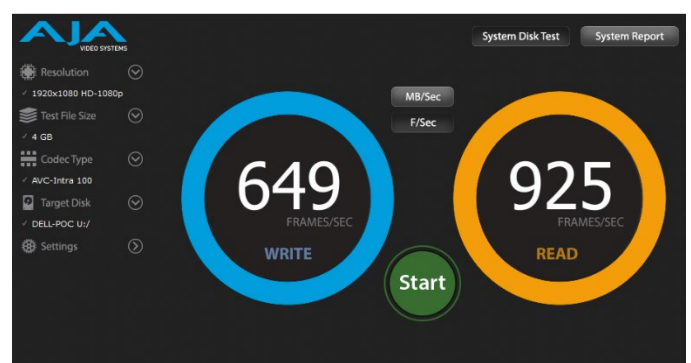 AJA
VIDEO SYSTEMS
System Disk Test
System Report
Resolution
✓ 1920x1080 HD-1080p
Test File Size
✓ 4 GB
Codec Type
✓ AVC-Intra 100
Target Disk
✓ DELL-POC U:/
Settings
MB/Sec
F/Sec
649
FRAMES/SEC
WRITE
925
FRAMES/SEC
READ
Start